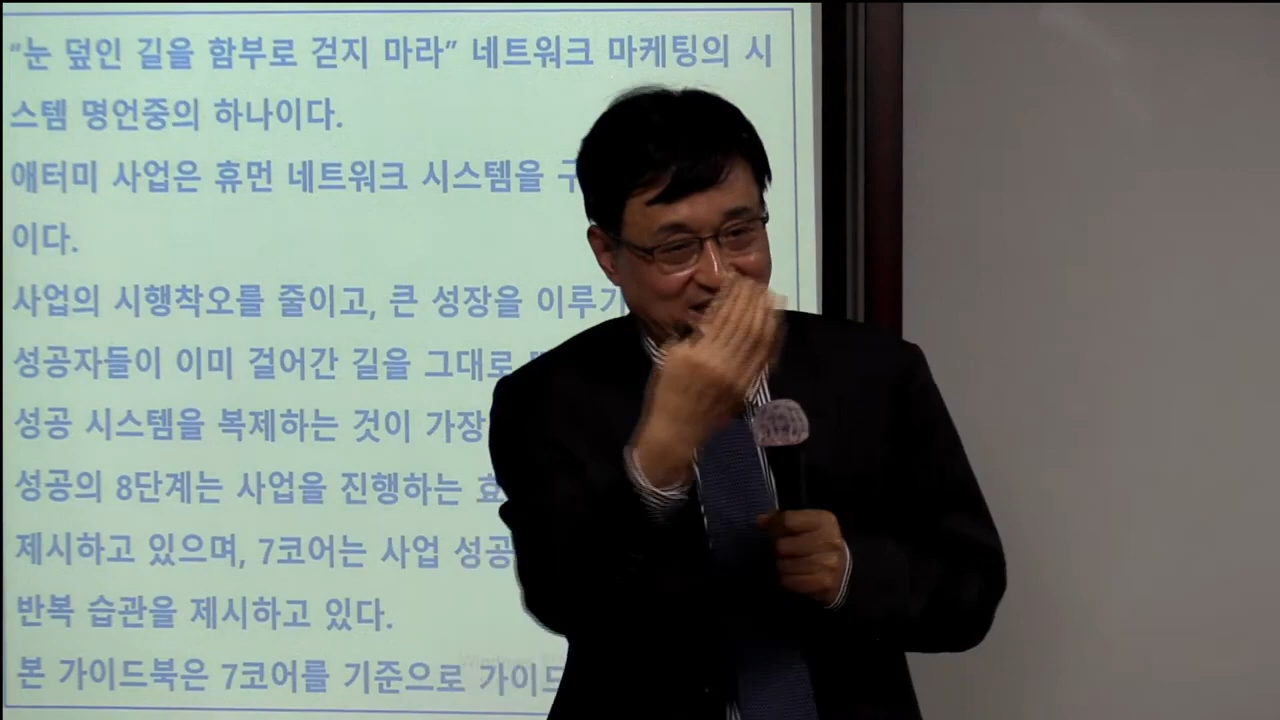 “눈 덮인 길을 함부로 걷지 마라” 네트워크 마케팅의 시
스템 명언중의 하나이다.
애터미 사업은 휴먼 네트워크 시스템을
이다.
사업의 시행착오를 줄이고, 큰 성장을 이루기
성공자들이 이미 걸어간 길을 그대로
성공 시스템을 복제하는 것이 가장
성공의 8단계는 사업을 진행하는
제시하고 있으며, 7코어는 사업 성공
반복 습관을 제시하고 있다.
본 가이드북은 7코어를 기준으로 가이드